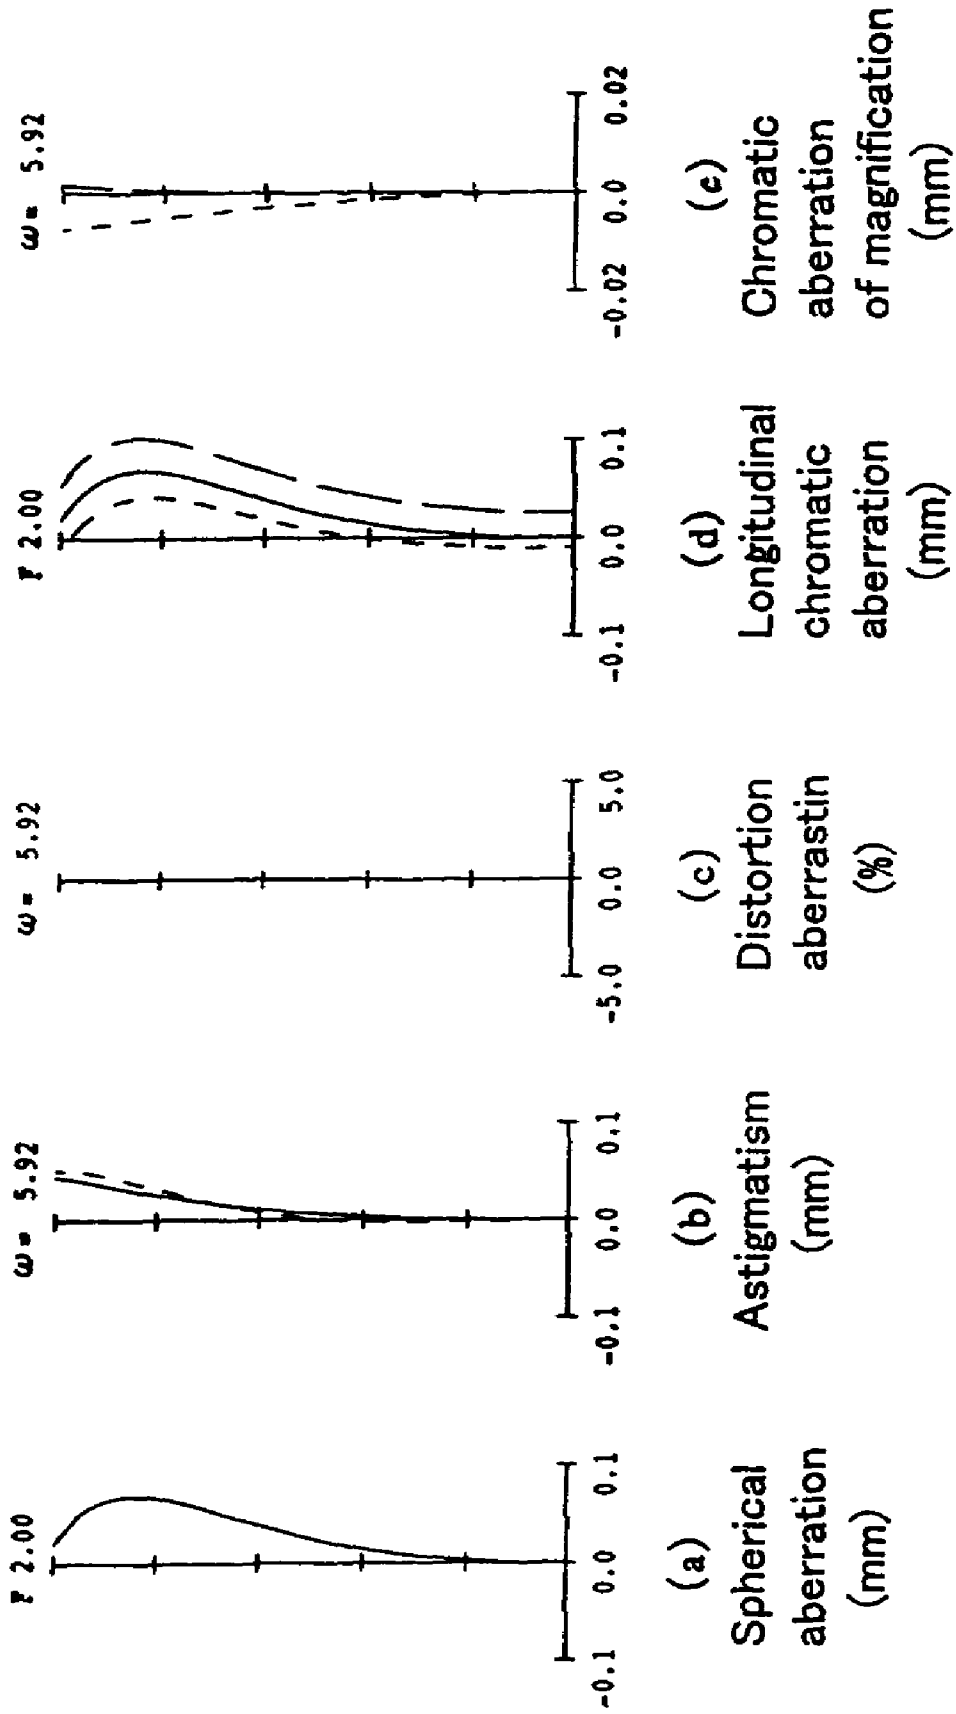 F 2.00
-0.1 0.0 0.1
(a)
Spherical
aberration
(mm)
ω= 5.92
-0.1 0.0 0.1
(b)
Astigmatism
(mm)
ω= 5.92
-5.0 0.0 5.0
(c)
Distortion
aberrastin
(%)
F 2.00
-0.1 0.0 0.1
(d)
Longitudinal
chromatic
aberration
(mm)
ω= 5.92
-0.02 0.0 0.02
(e)
Chromatic
aberration
of magnification
(mm)